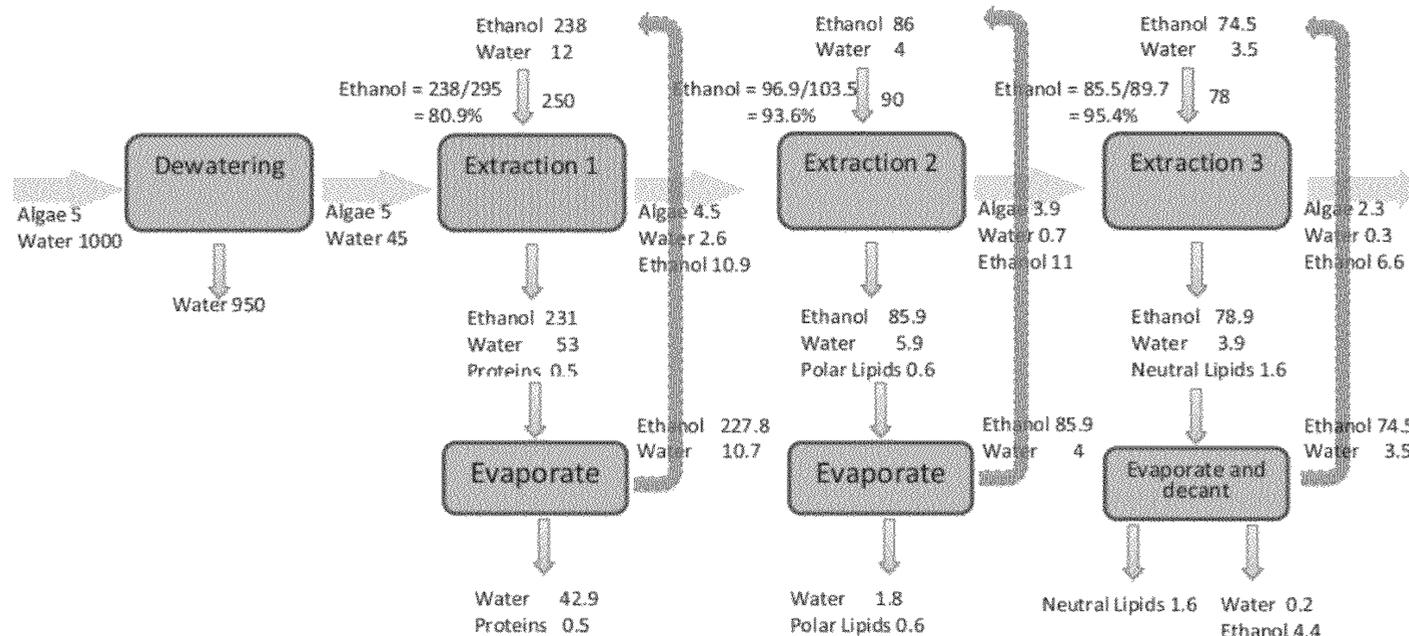 Ethanol 238
Water 12
Ethanol = 238/295
= 80.9%
250
Ethanol 86
Water 4
Ethanol = 96.9/103.5
= 93.6%
90
Ethanol 74.5
Water 3.5
Ethanol = 85.5/89.7
= 95.4%
78
Dewatering
Extraction 1
Extraction 2
Extraction 3
Algae 5
Water 1000
Algae 5
Water 45
Algae 4.5
Water 2.6
Ethanol 10.9
Algae 3.9
Water 0.7
Ethanol 11
Algae 2.3
Water 0.3
Ethanol 6.6
Water 950
Ethanol 231
Water 53
Proteins 0.5
Ethanol 85.9
Water 5.9
Polar Lipids 0.6
Ethanol 78.9
Water 3.9
Neutral Lipids 1.6
Evaporate
Ethanol 227.8
Water 10.7
Evaporate
Ethanol 85.9
Water 4
Evaporate and
decant
Ethanol 74.5
Water 3.5
Water 42.9
Proteins 0.5
Water 1.8
Polar Lipids 0.6
Neutral Lipids 1.6
Water 0.2
Ethanol 4.4